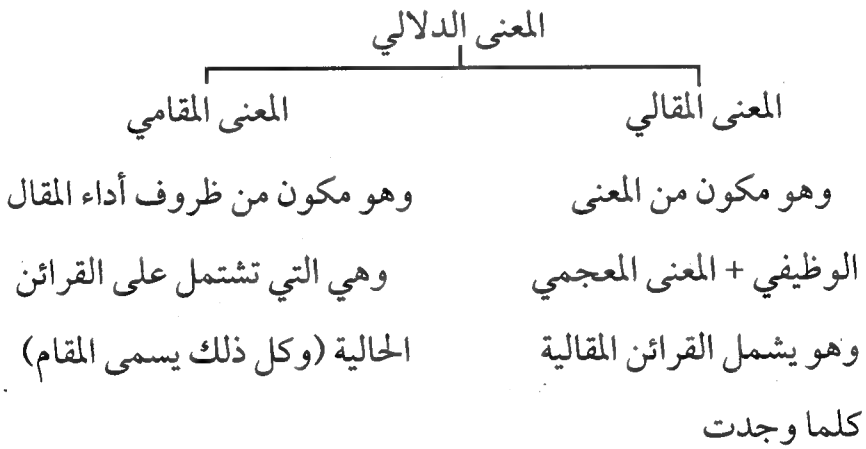 المعنى الدلالي
المعنى المقالي
وهو مكون من المعنى
الوظيفي + المعنى المعجمي
وهو يشمل القرائن المقالية
كلما وجدت
المعنى المقامي
وهو مكون من ظروف أداء المقال
وهي التي تشتمل على القرائن
الحالية (وكل ذلك يسمى المقام)